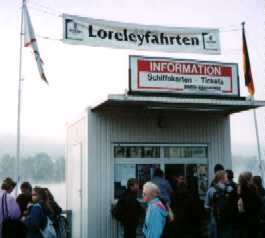 Loreleyfahrten
INFORMATION
Schiffskarten - Tickets